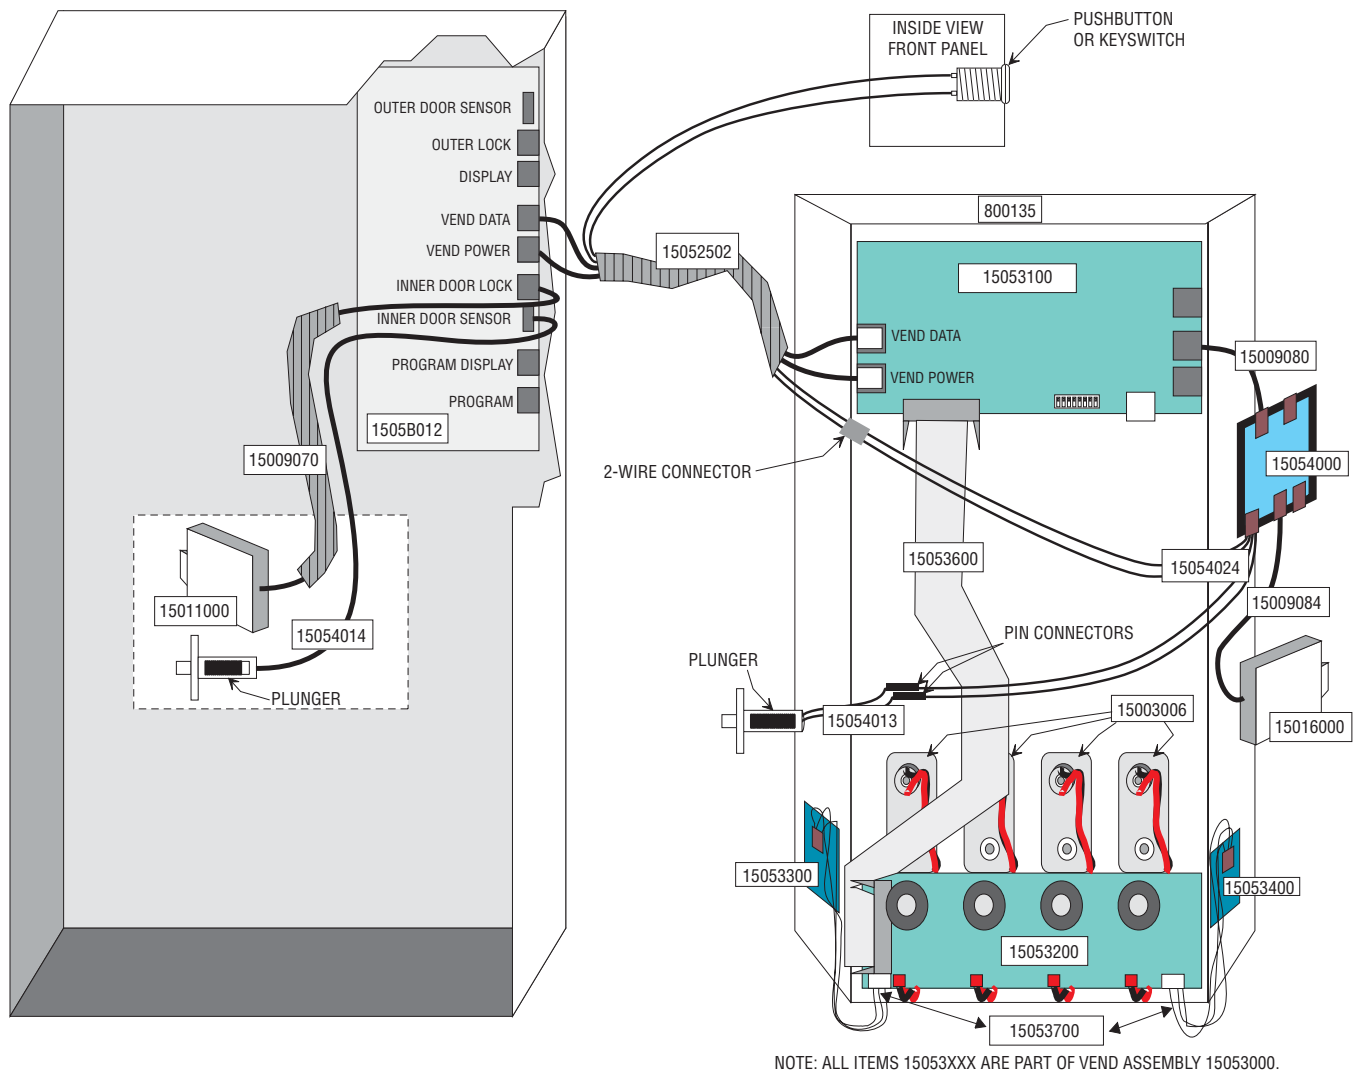 INSIDE VIEW
FRONT PANEL
PUSHBUTTON
OR KEYSWITCH
OUTER DOOR SENSOR
OUTER LOCK
DISPLAY
VEND DATA
VEND POWER
INNER DOOR LOCK
INNER DOOR SENSOR
PROGRAM DISPLAY
PROGRAM
1505B012
15009070
15011000
15054014
PLUNGER
15052502
800135
15053100
VEND DATA
VEND POWER
15009080
15054000
2-WIRE CONNECTOR
15053600
15054024
15009084
PIN CONNECTORS
PLUNGER
15054013
15003006
15016000
15053300
15053400
15053200
15053700
NOTE: ALL ITEMS 15053XXX ARE PART OF VEND ASSEMBLY 15053000.